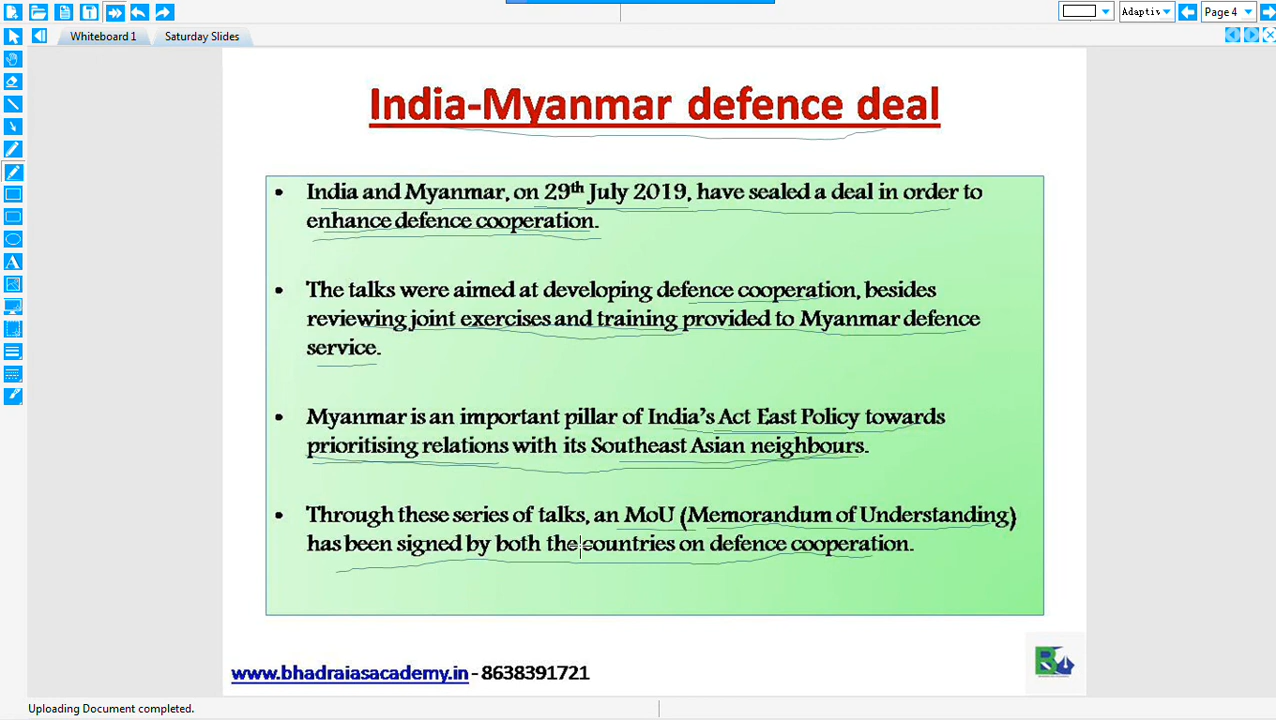 Adaptiv
Page 4
Whiteboard 1
Saturday Slides
India-Myanmar defence deal
• India and Myanmar, on 29th July 2019, have sealed a deal in order to
enhance defence cooperation.
• The talks were aimed at developing defence cooperation, besides
reviewing joint exercises and training provided to Myanmar defence
service.
• Myanmar is an important pillar of India's Act East Policy towards
prioritising relations with its Southeast Asian neighbours.
• Through these series of talks, an MoU (Memorandum of Understanding)
has been signed by both the countries on defence cooperation.
www.bhadraiasacademy.in - 8638391721
Uploading Document completed.